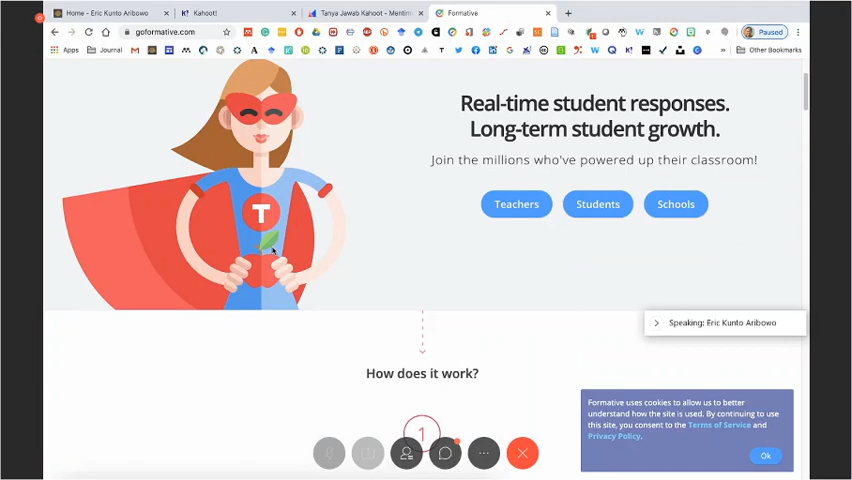 Home - Eric Kunto Aribowo
Kahoot!
Tanya Jawab Kahoot - Mentime
Formative
goformative.com
Paused
Apps
Journal
Other Bookmarks
Real-time student responses.
Long-term student growth.
Join the millions who've powered up their classroom!
Teachers
Students
Schools
T
Speaking: Eric Kunto Aribowo
How does it work?
1
Formative uses cookies to allow us to better
understand how the site is used. By continuing to use
this site, you consent to the Terms of Service and
Privacy Policy.
Ok